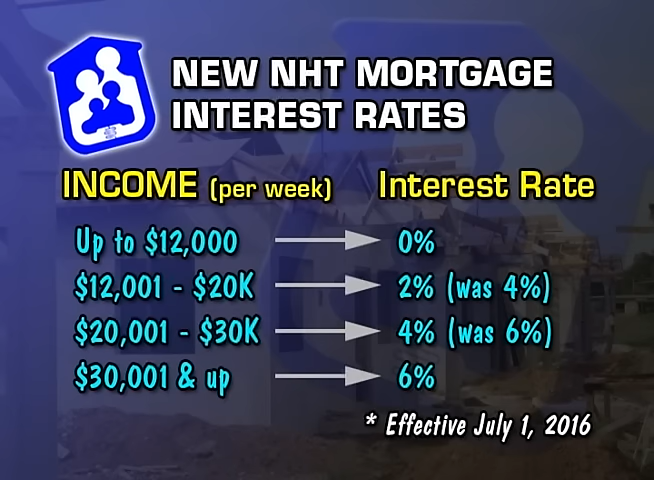 NEW NHT MORTGAGE
INTEREST RATES
INCOME (per week) Interest Rate
Up to $12,000 0%
$12,001 - $20K 2% (was 4%)
$20,001 - $30K 4% (was 6%)
$30,001 & up 6%
* Effective July 1, 2016